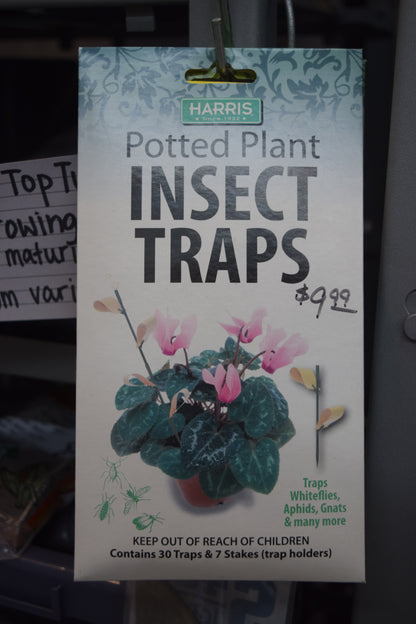 HARRIS
Since 1922
Potted Plant
INSECT
TRAPS
$9.99
Traps
Whiteflies,
Aphids, Gnats
& many more
KEEP OUT OF REACH OF CHILDREN
Contains 30 Traps & 7 Stakes (trap holders)
Top